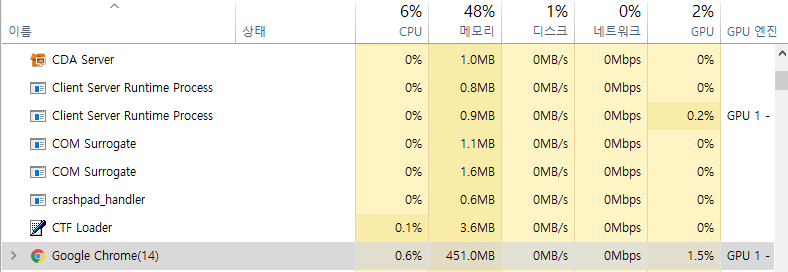 6% 48% 1% 0% 2%
이름 상태 CPU 메모리 디스크 네트워크 GPU GPU 엔진
CDA Server 0% 1.0MB 0MB/s 0Mbps 0%
Client Server Runtime Process 0% 0.8MB 0MB/s 0Mbps 0%
Client Server Runtime Process 0% 0.9MB 0MB/s 0Mbps 0.2% GPU 1 -
COM Surrogate 0% 1.1MB 0MB/s 0Mbps 0%
COM Surrogate 0% 1.6MB 0MB/s 0Mbps 0%
crashpad_handler 0% 0.6MB 0MB/s 0Mbps 0%
CTF Loader 0.1% 3.6MB 0MB/s 0Mbps 0%
Google Chrome(14) 0.6% 451.0MB 0MB/s 0Mbps 1.5% GPU 1 -